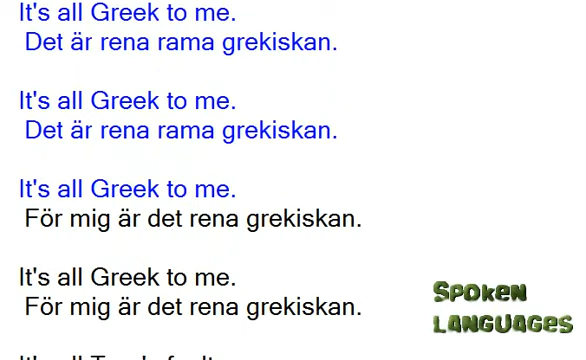 It's all Greek to me.
Det är rena rama grekiskan.
It's all Greek to me.
Det är rena rama grekiskan.
It's all Greek to me.
För mig är det rena grekiskan.
It's all Greek to me.
För mig är det rena grekiskan.
Spoken
Languages